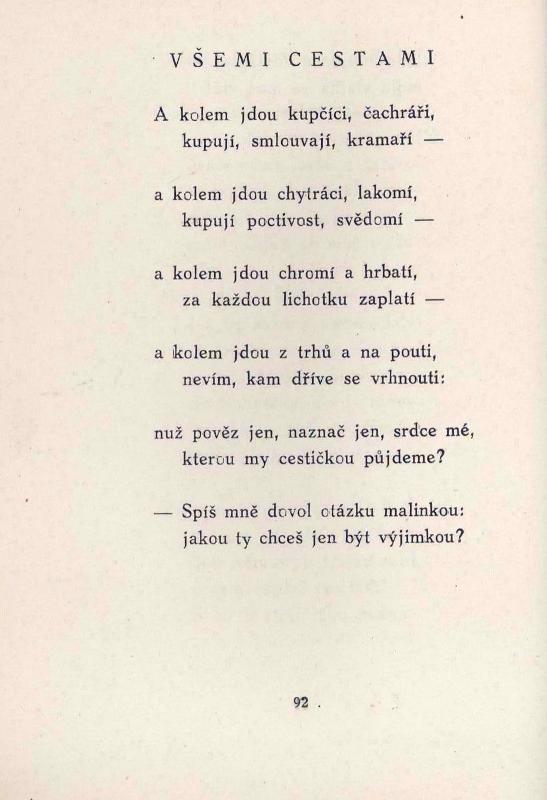 VŠEMI CESTAMI
A kolem jdou kupčíci, čachráři,
kupují, smlouvají, kramaří —
a kolem jdou chytráci, lakomí,
kupují poctivost, svědomí —
a kolem jdou chromí a hrbatí,
za každou lichotku zaplatí —
a kolem jdou z trhů a na pouti,
nevím, kam dříve se vrhnouti:
nuž pověz jen, naznač jen, srdce mé,
kterou my cestičkou půjdeme?
— Spíš mně dovol otázku malinkou:
jakou ty chceš jen být výjimkou?
92